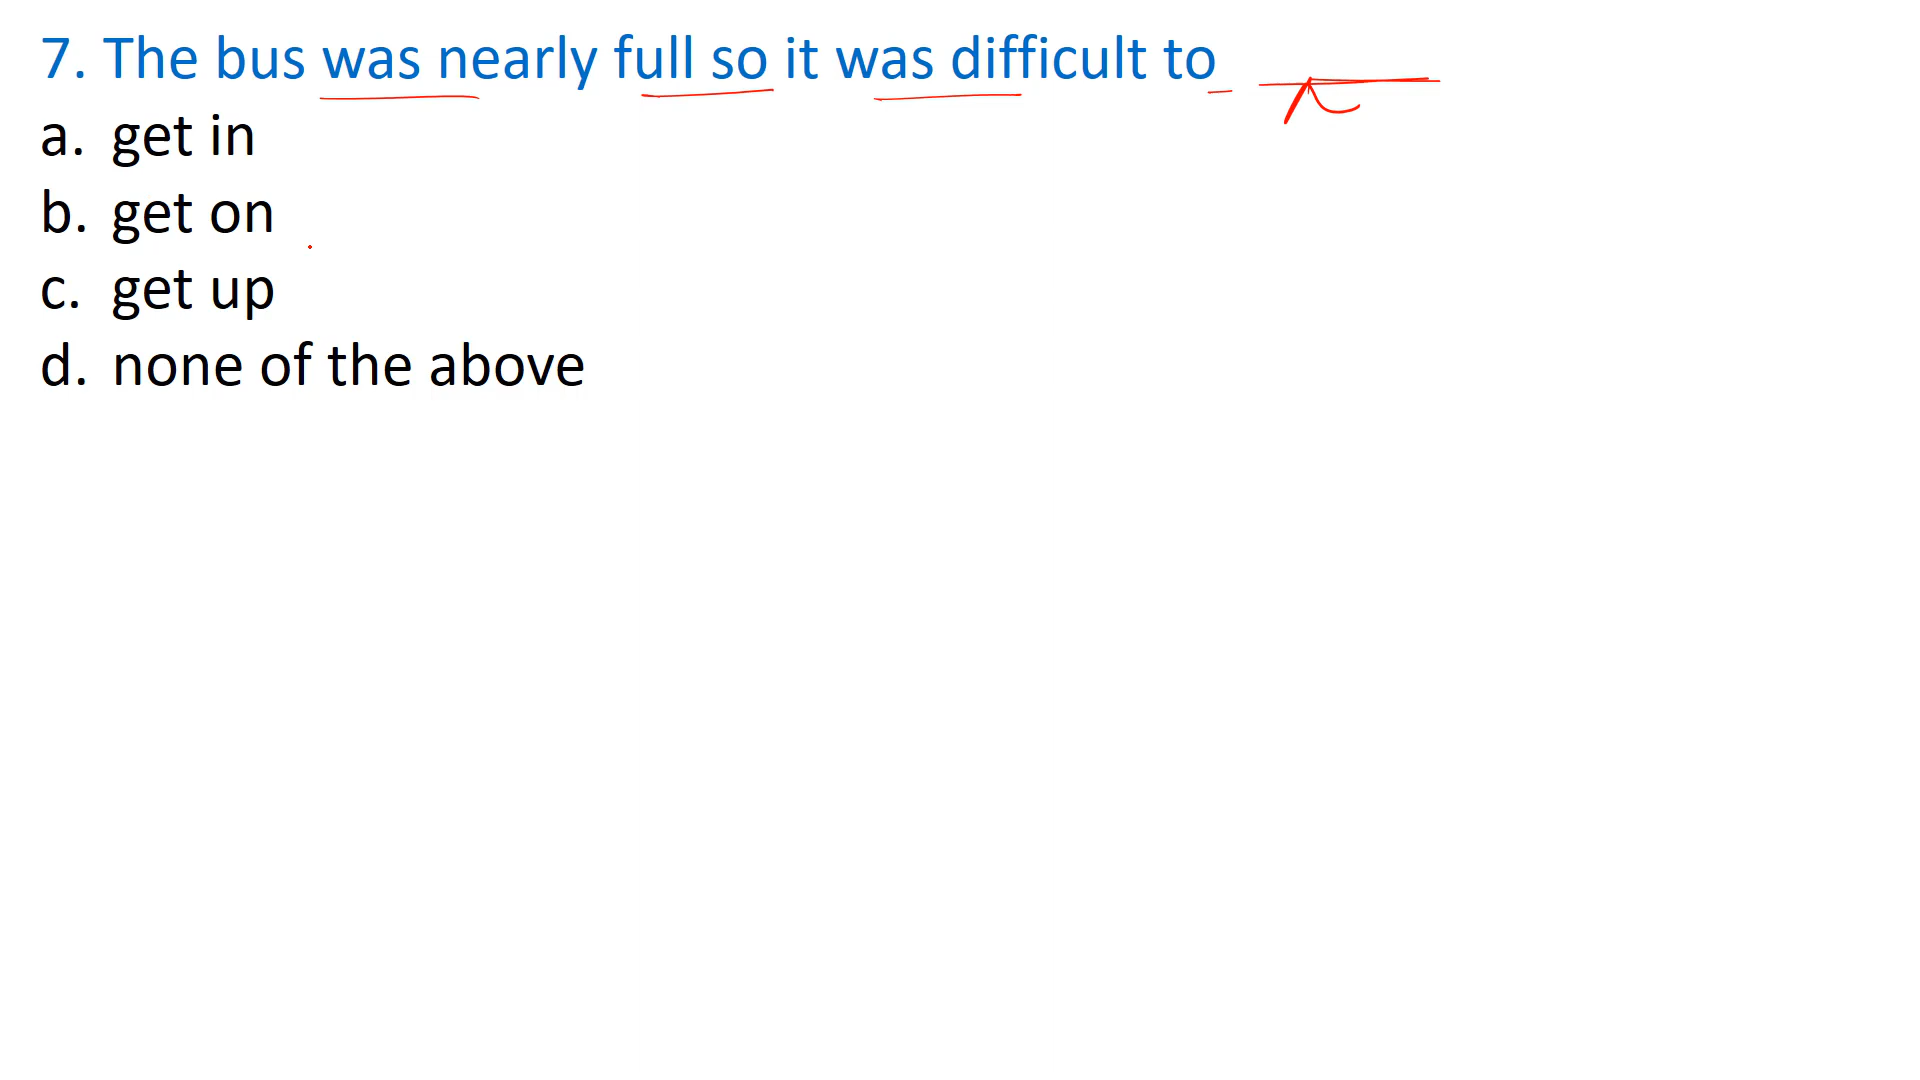 7. The bus was nearly full so it was difficult to
a. get in
b. get on
c. get up
d. none of the above